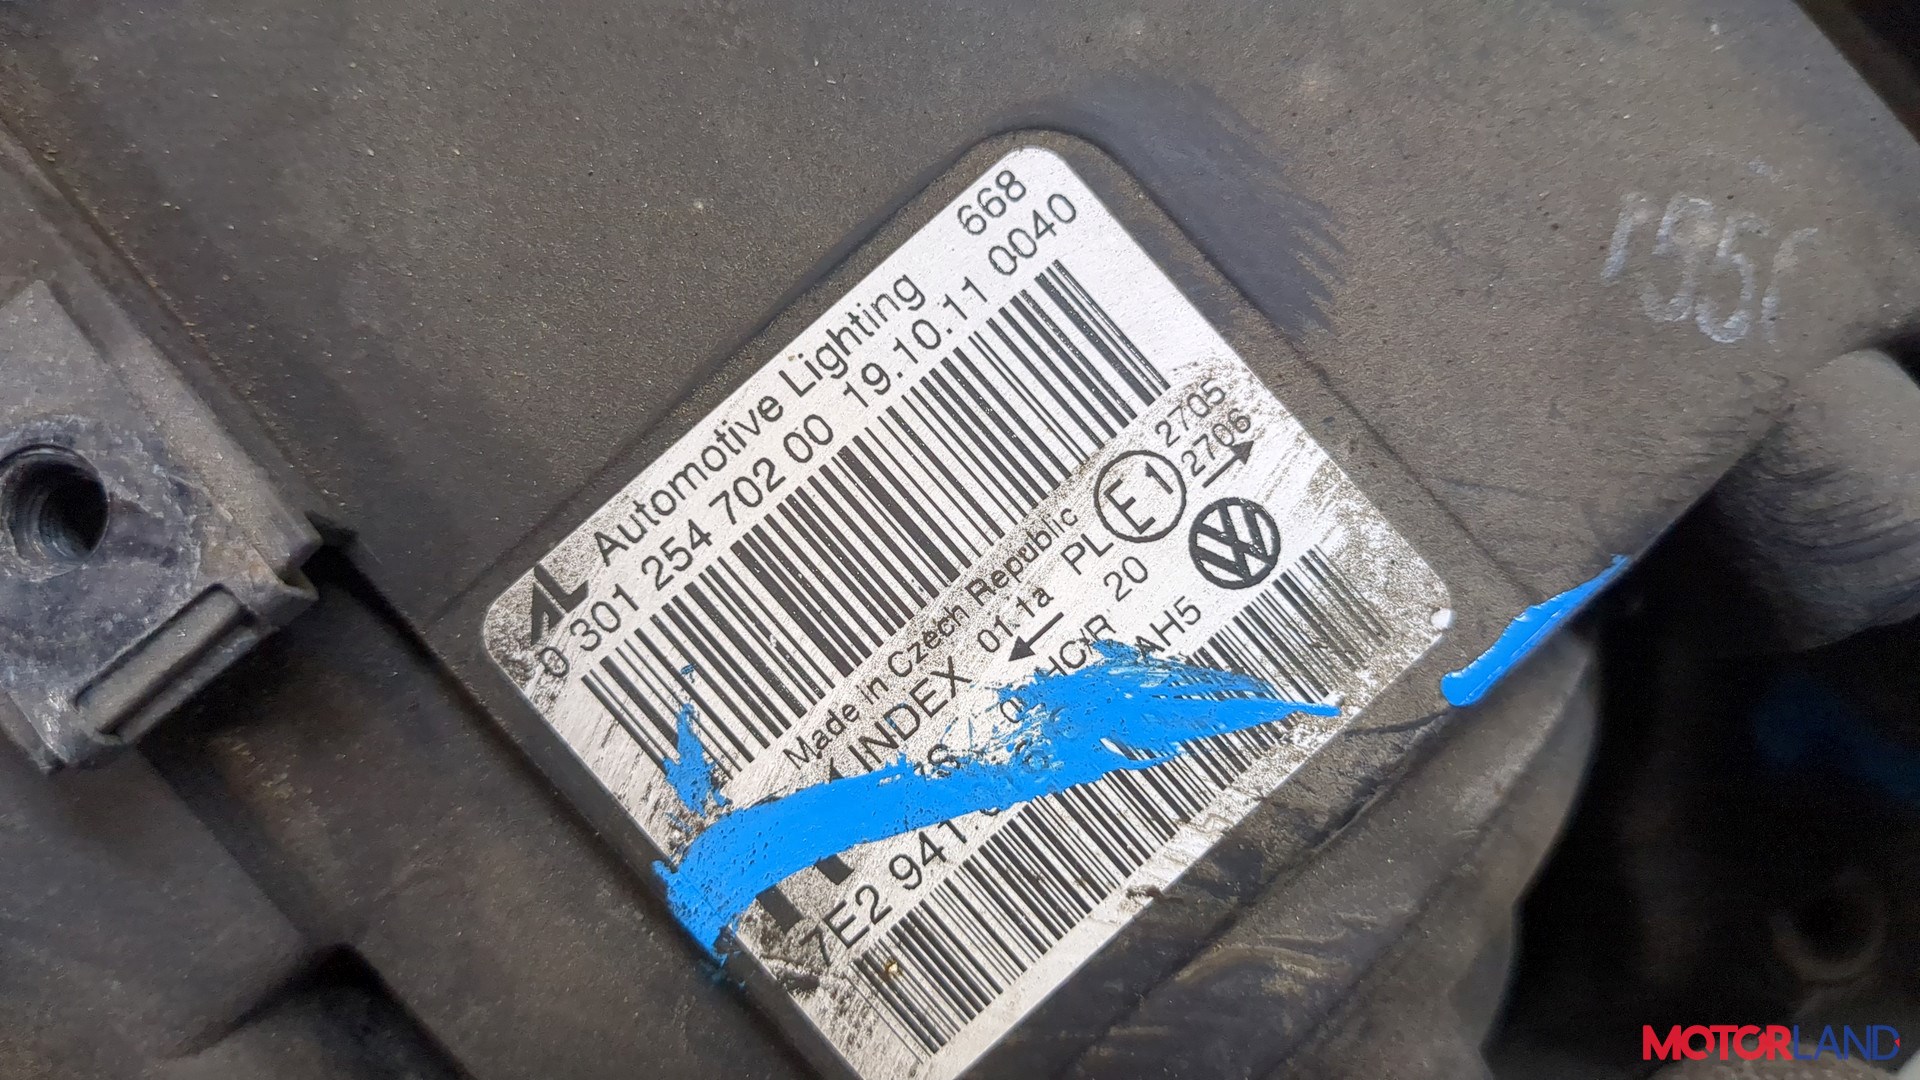 668
Automotive Lighting
0 301 254 702 00 19.10.11 0040
Made in Czech Republic
INDEX 01.1a PL E1 2705
2706
HC/R 20
AH5
7E2 941
MOTORLAND